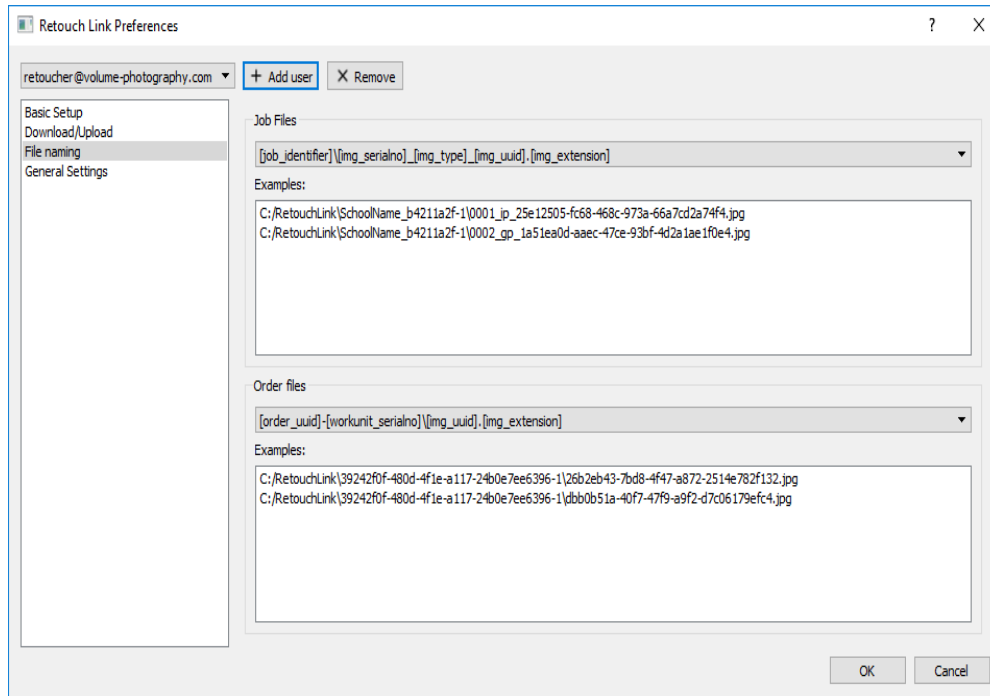 Retouch Link Preferences
retoucher@volume-photography.com
+ Add user
X Remove
Basic Setup
Download/Upload
File naming
General Settings
Job Files
[job_identifier]\[img_serialno]_[img_type]_[img_uuid].[img_extension]
Examples:
C:/RetouchLink\SchoolName_b4211a2f-1\0001_ip_25e12505-fc68-468c-973a-66a7cd2a74f4.jpg
C:/RetouchLink\SchoolName_b4211a2f-1\0002_gp_1a51ea0d-aaec-47ce-93bf-4d2a1ae1f0e4.jpg
Order files
[order_uuid]-[workunit_serialno]\[img_uuid].[img_extension]
Examples:
C:/RetouchLink\39242f0f-480d-4f1e-a117-24b0e7ee6396-1\26b2eb43-7bd8-4f47-a872-2514e782f132.jpg
C:/RetouchLink\39242f0f-480d-4f1e-a117-24b0e7ee6396-1\dbb0b51a-40f7-47f9-a9f2-d7c06179efc4.jpg
OK
Cancel